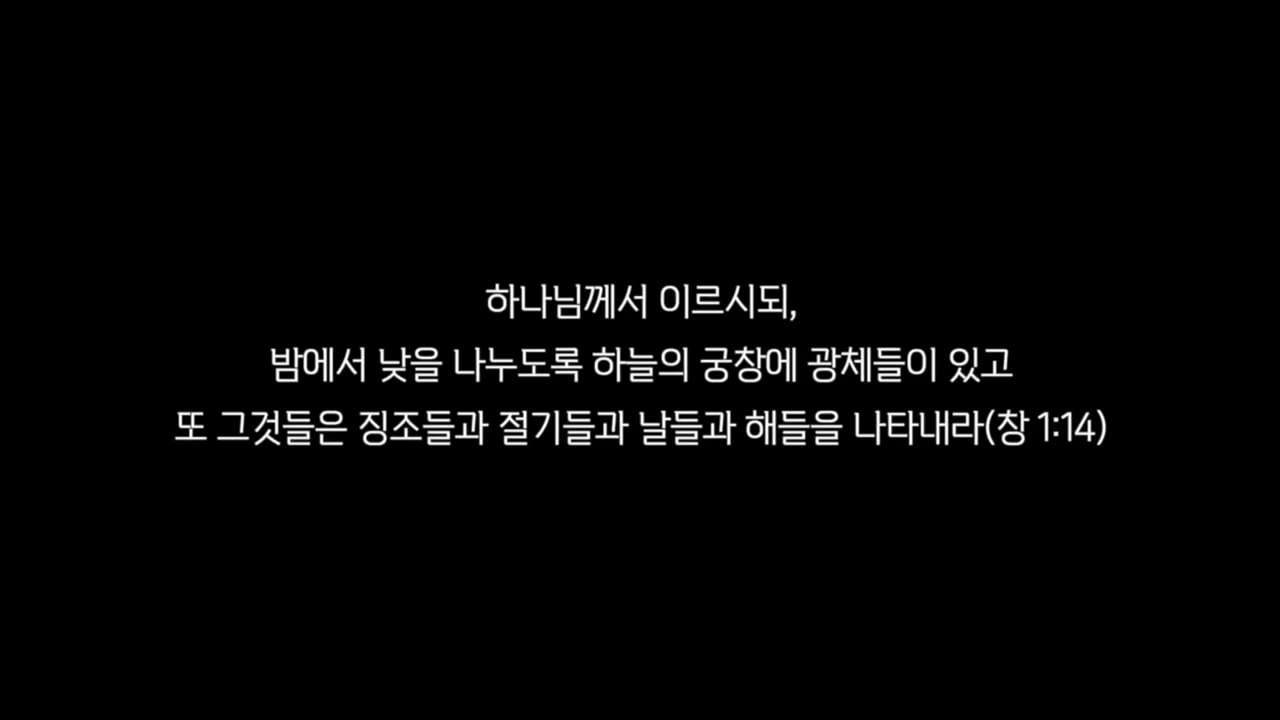 하나님께서 이르시되,
밤에서 낮을 나누도록 하늘의 궁창에 광체들이 있고
또 그것들은 징조들과 절기들과 날들과 해들을 나타내라(창 1:14)